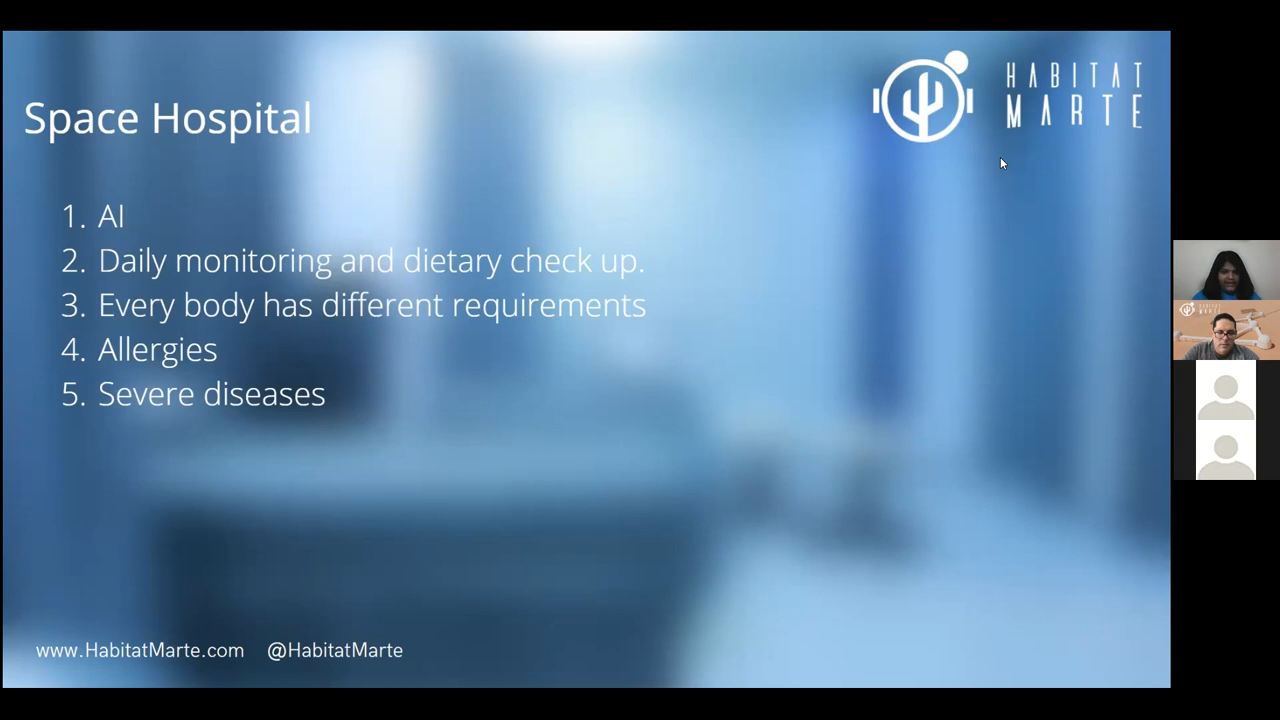 Space Hospital
HABITAT
MARTE
1. AI
2. Daily monitoring and dietary check up.
3. Every body has different requirements
4. Allergies
5. Severe diseases
www.HabitatMarte.com @HabitatMarte